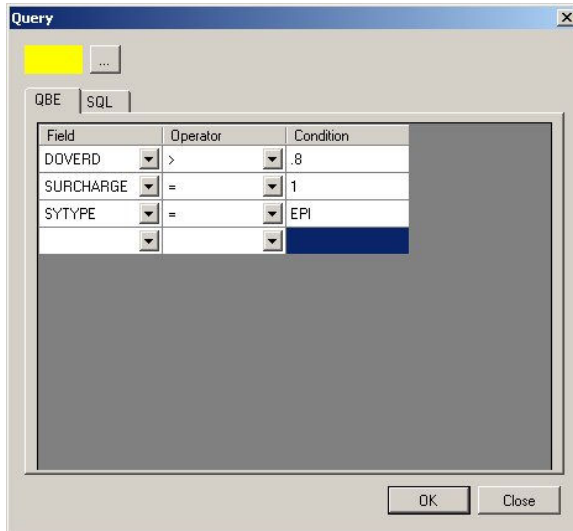 Query
...
QBE SQL
Field Operator Condition
DOVERD > .8
SURCHARGE = 1
SYTYPE = EPI
OK Close